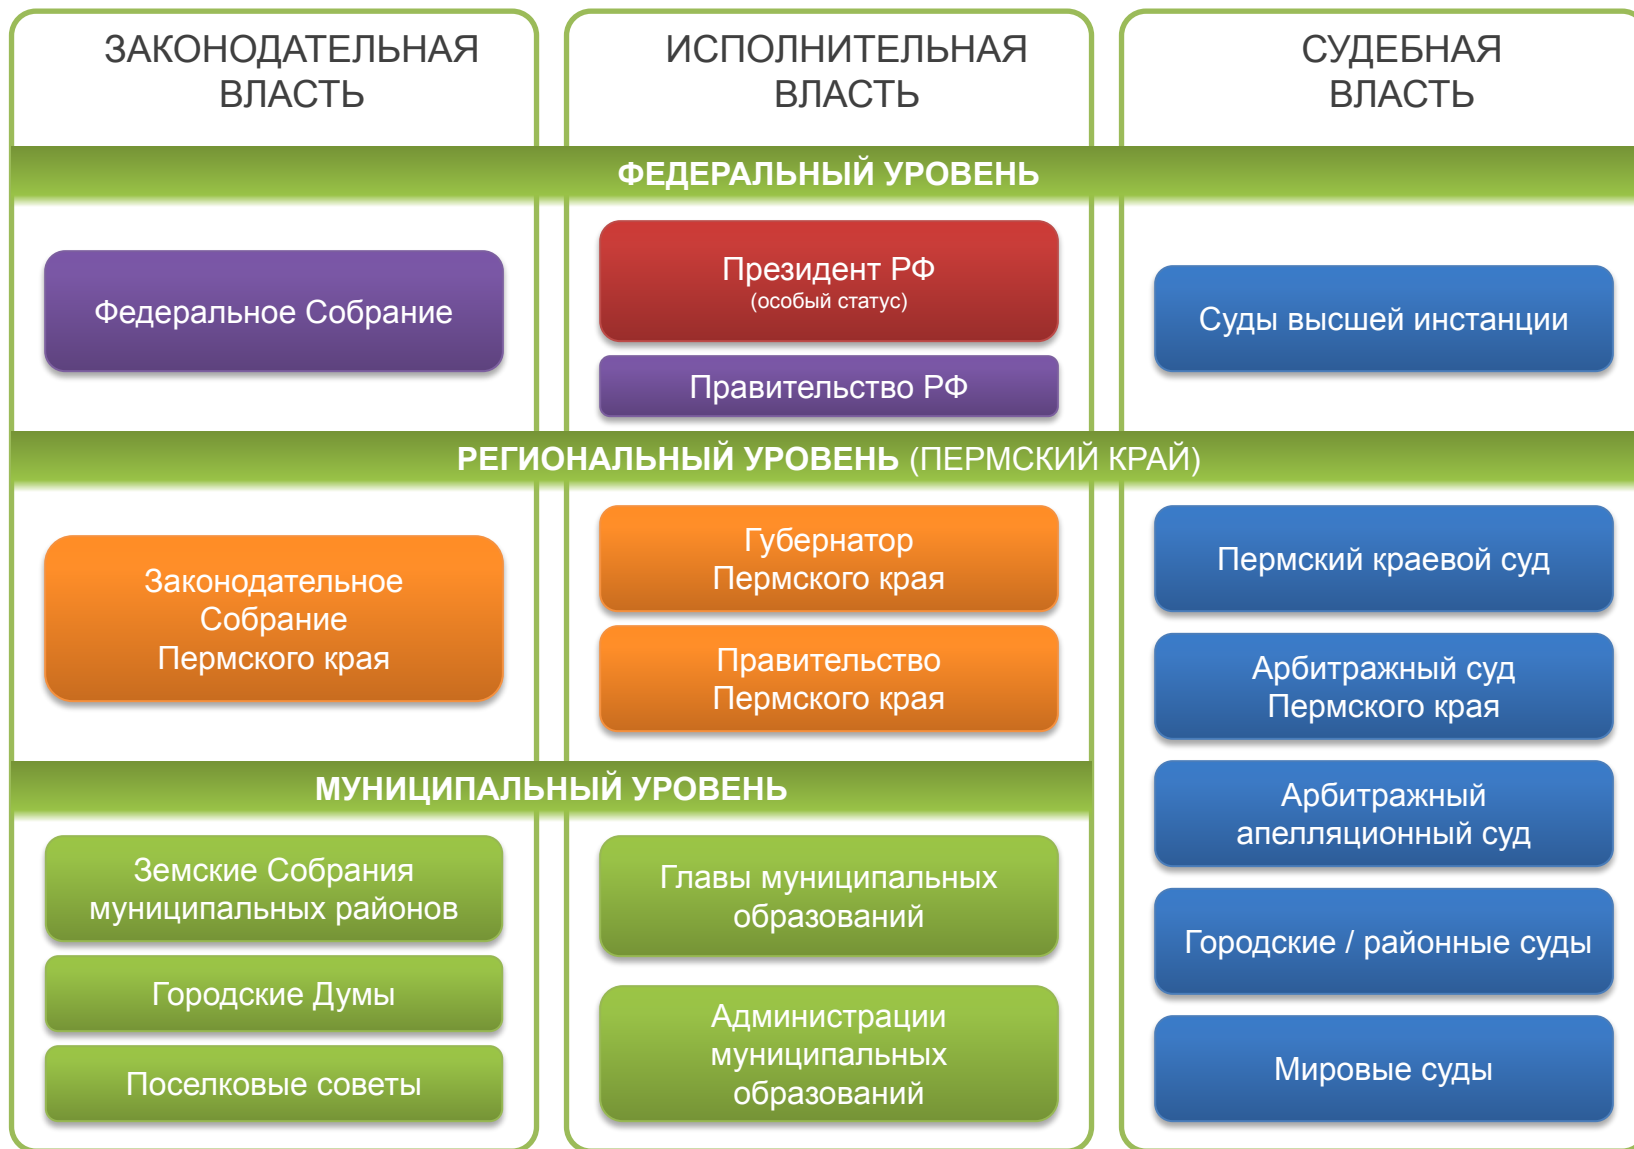 ЗАКОНОДАТЕЛЬНАЯ
ВЛАСТЬ
ИСПОЛНИТЕЛЬНАЯ
ВЛАСТЬ
СУДЕБНАЯ
ВЛАСТЬ
ФЕДЕРАЛЬНЫЙ УРОВЕНЬ
Федеральное Собрание
Президент РФ
(особый статус)
Правительство РФ
Суды высшей инстанции
РЕГИОНАЛЬНЫЙ УРОВЕНЬ (ПЕРМСКИЙ КРАЙ)
Законодательное
Собрание
Пермского края
Губернатор
Пермского края
Правительство
Пермского края
Пермский краевой суд
Арбитражный суд
Пермского края
Арбитражный
апелляционный суд
Городские / районные суды
Мировые суды
МУНИЦИПАЛЬНЫЙ УРОВЕНЬ
Земские Собрания
муниципальных районов
Городские Думы
Поселковые советы
Главы муниципальных
образований
Администрации
муниципальных
образований